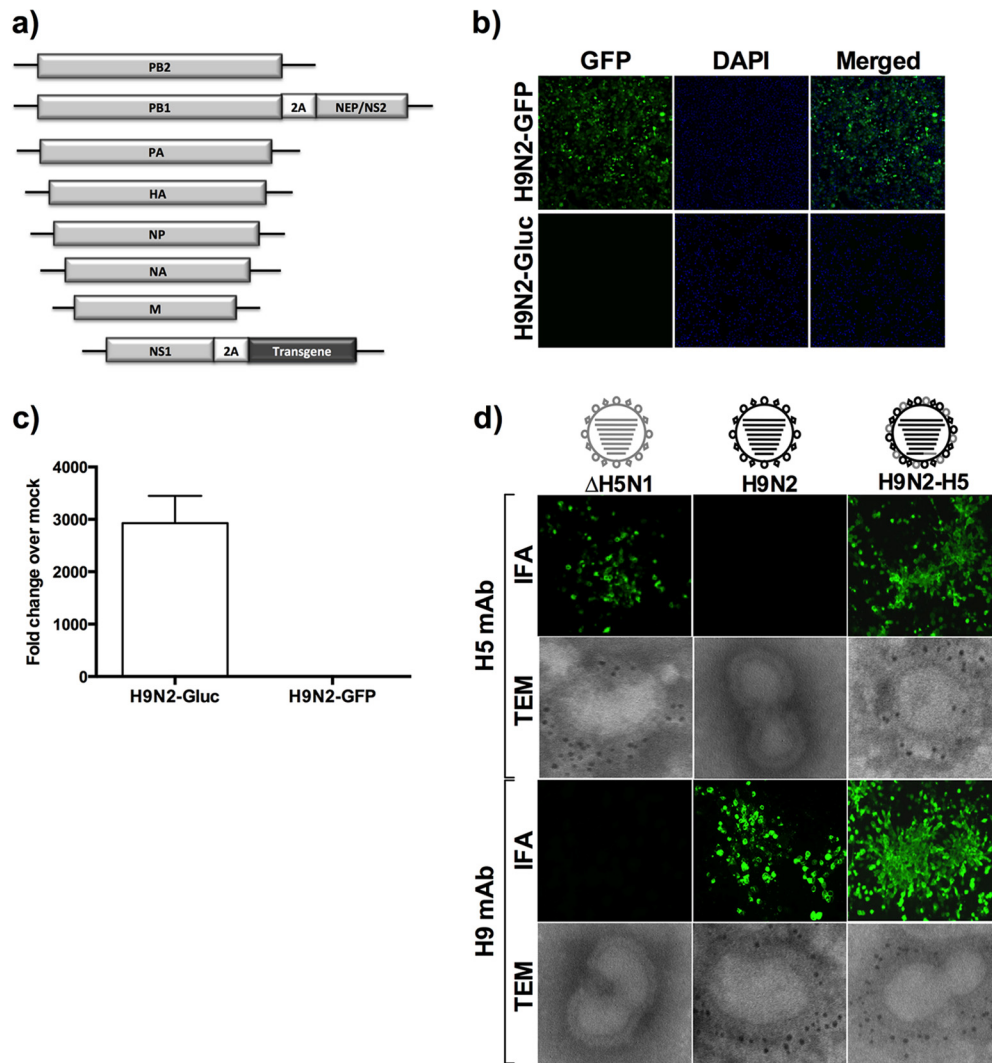 a)
PB2
PB1 2A NEP/NS2
PA
HA
NP
NA
M
NS1 2A Transgene
b)
GFP DAPI Merged
H9N2-GFP
H9N2-Gluc
c)
Fold change over mock
4000
3000
2000
1000
0
H9N2-Gluc H9N2-GFP
d)
ΔH5N1 H9N2 H9N2-H5
H5 mAb
IFA
TEM
H9 mAb
IFA
TEM